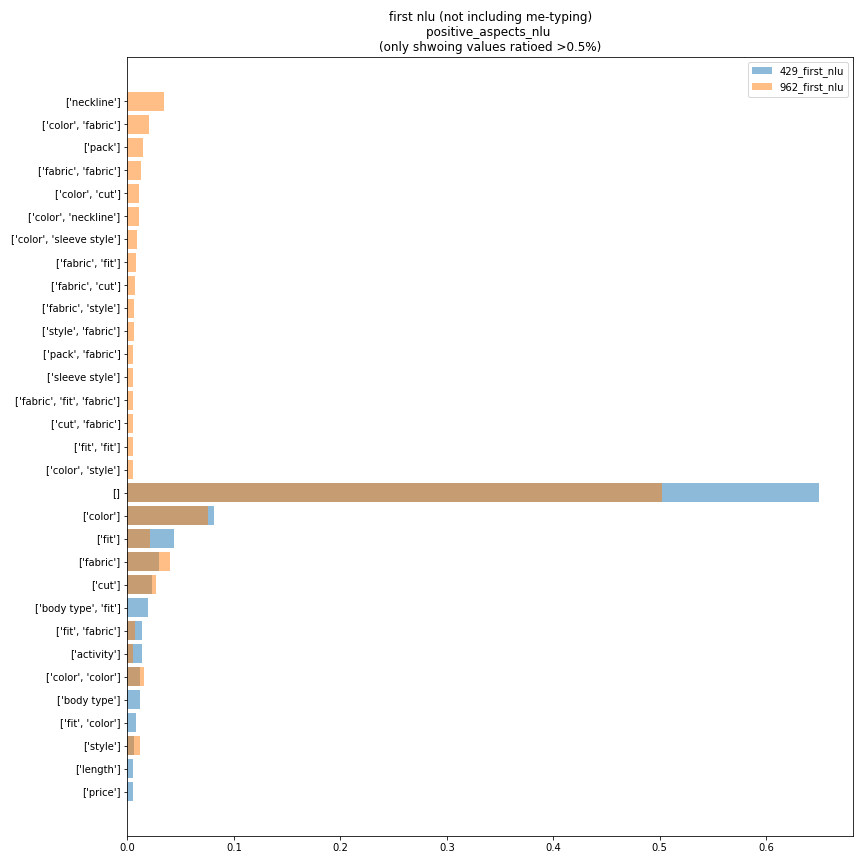 first nlu (not including me-typing)
positive_aspects_nlu
(only shwoing values ratioed >0.5%)
429_first_nlu
962_first_nlu
['neckline']
['color', 'fabric']
['pack']
['fabric', 'fabric']
['color', 'cut']
['color', 'neckline']
['color', 'sleeve style']
['fabric', 'fit']
['fabric', 'cut']
['fabric', 'style']
['style', 'fabric']
['pack', 'fabric']
['sleeve style']
['fabric', 'fit', 'fabric']
['cut', 'fabric']
['fit', 'fit']
['color', 'style']
[]
['color']
['fit']
['fabric']
['cut']
['body type', 'fit']
['fit', 'fabric']
['activity']
['color', 'color']
['body type']
['fit', 'color']
['style']
['length']
['price']
0.0 0.1 0.2 0.3 0.4 0.5 0.6